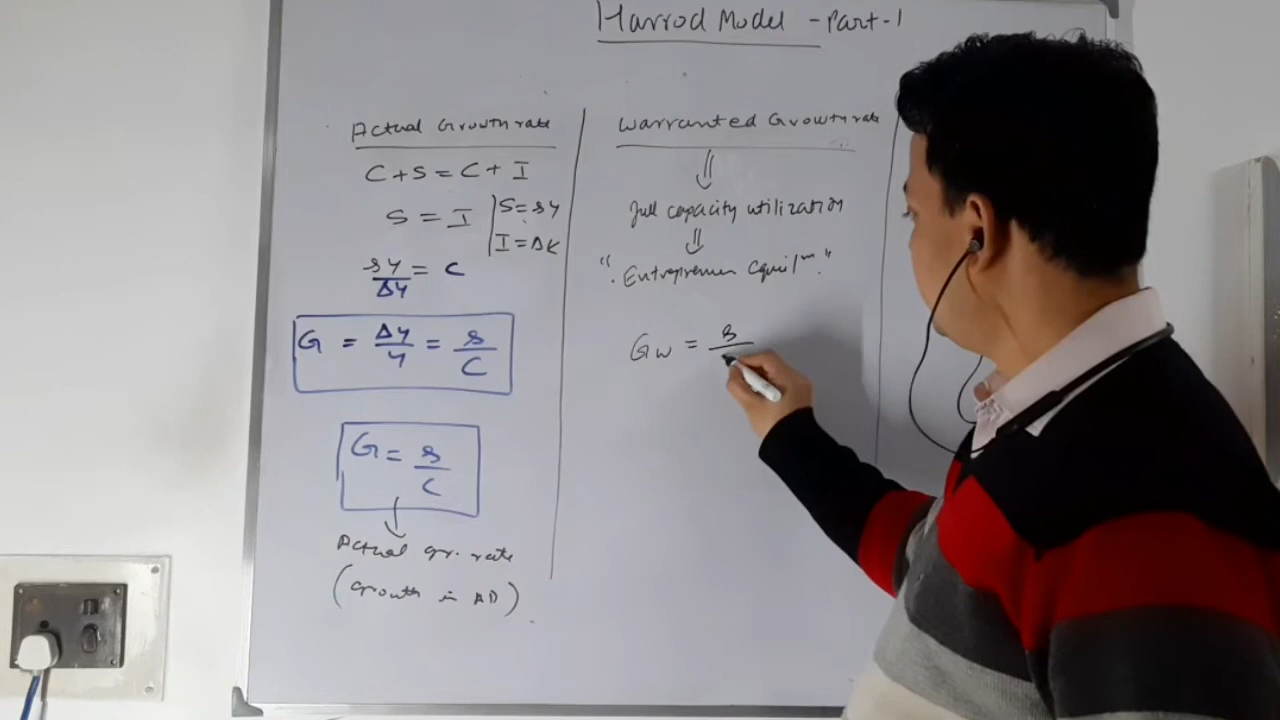 Harrod Model - Part-1
Actual Growth rate
C + S = C + I
S = I
S = sy
I = ΔK
sy/Δy = C
G = Δy/y = s/C
G = s/C
Actual gr. rate
(Growth in AD)
Warranted Growth rate
⇓
full capacity utilization
⇓
"Entreprenuer Equilm."
Gw = s/